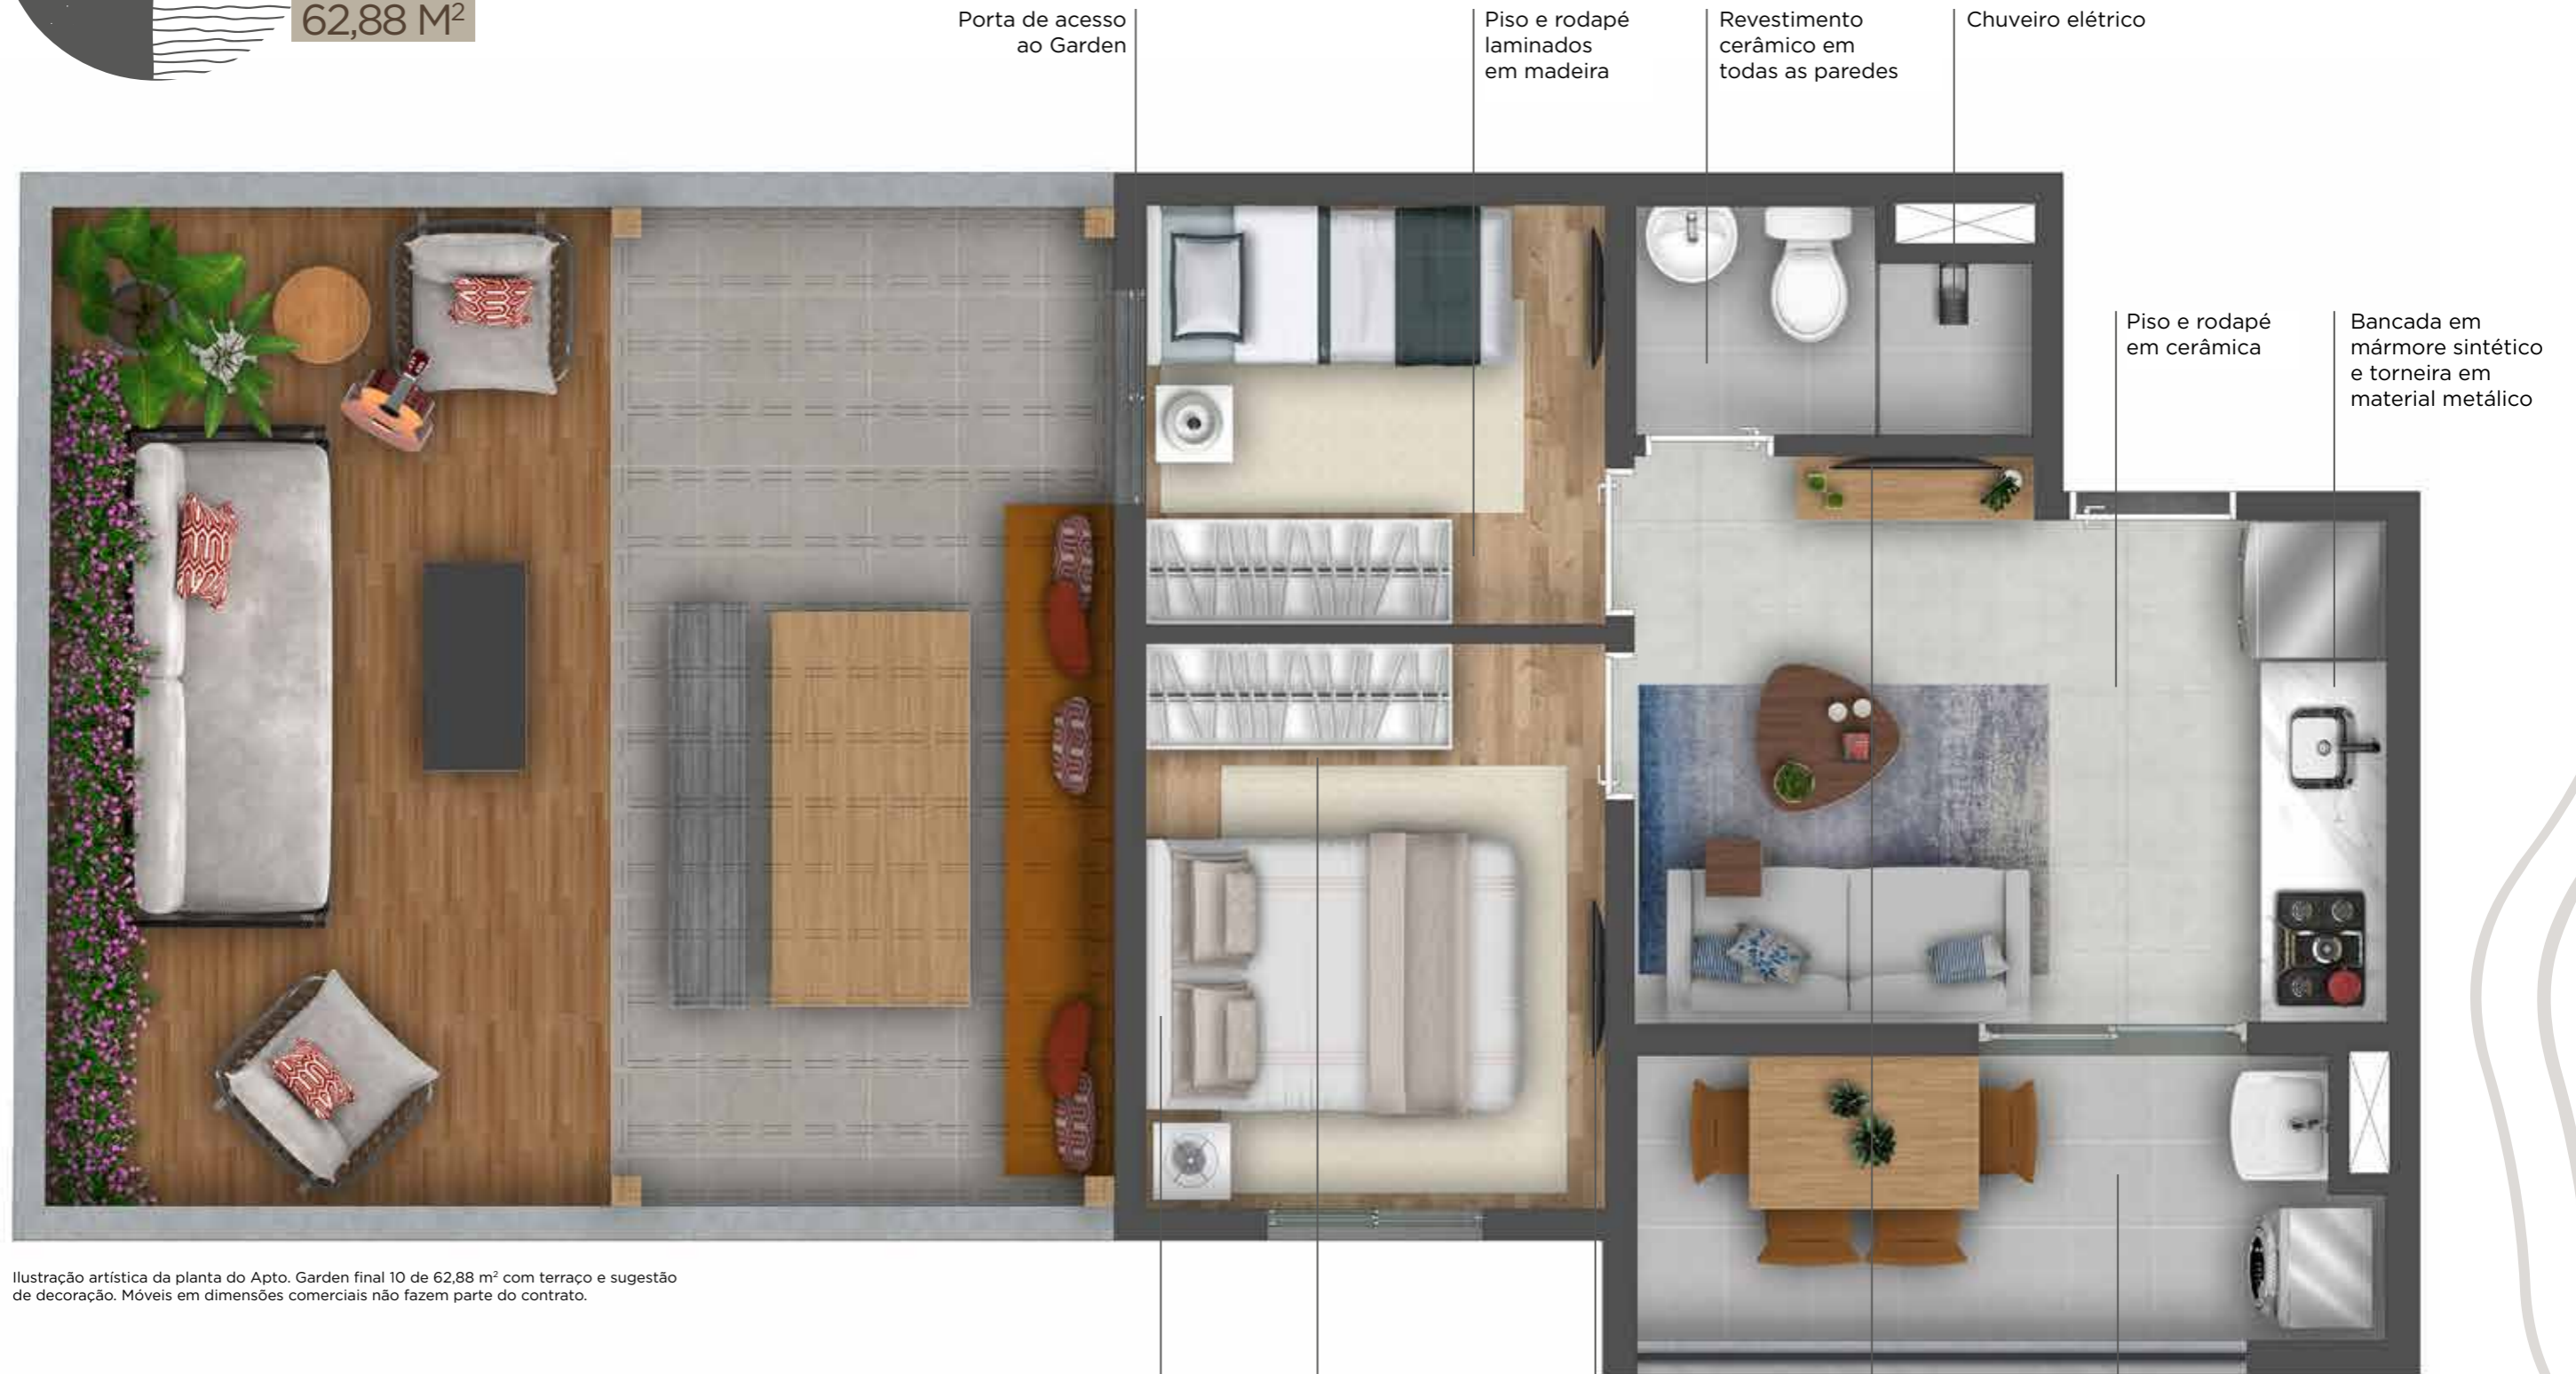 62,88 M²
Porta de acesso
ao Garden
Piso e rodapé
laminados
em madeira
Revestimento
cerâmico em
todas as paredes
Chuveiro elétrico
Piso e rodapé
em cerâmica
Bancada em
mármore sintético
e torneira em
material metálico
Ilustração artística da planta do Apto. Garden final 10 de 62,88 m² com terraço e sugestão
de decoração. Móveis em dimensões comerciais não fazem parte do contrato.